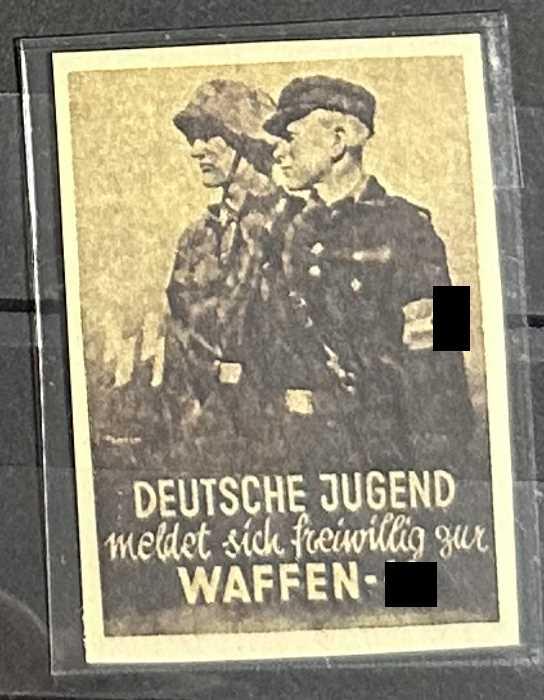 DEUTSCHE JUGEND
meldet sich freiwillig zur
WAFFEN-